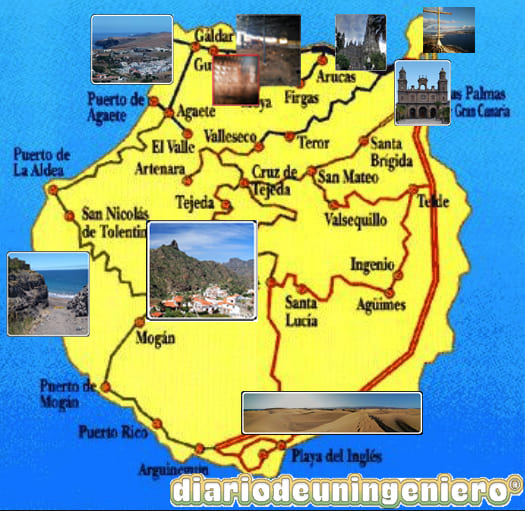 Gáldar
Gu
Arucas
Firgas
Puerto de
Agaete
Agaete
as Palmas
Gran Canaria
Valleseco
Teror
El Valle
Santa
Brígida
Puerto de
La Aldea
Artenara
Cruz de
Tejeda
San Mateo
Tejeda
Telde
San Nicolás
de Tolentin
Valsequillo
Ingenio
Santa
Lucía
Agüimes
Mogán
Puerto de
Mogán
Puerto Rico
Playa del Inglés
diariodeuningeniero©